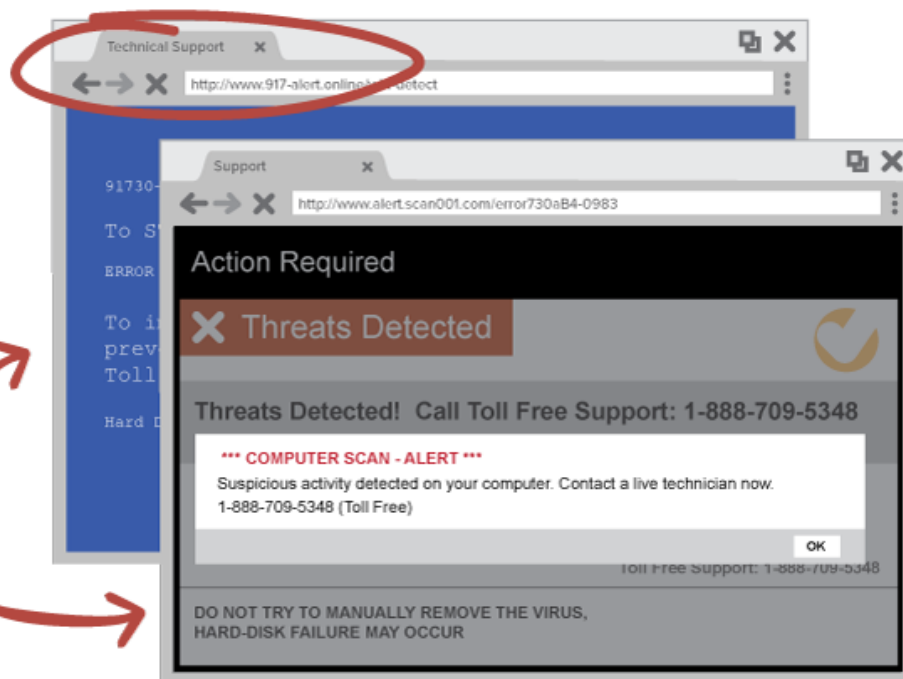 Technical Support
http://www.917-alert.online detect
91730-
To S
ERROR
To i
prev
Toll
Hard D
Support
http://www.alert.scan001.com/error730aB4-0983
Action Required
Threats Detected
Threats Detected! Call Toll Free Support: 1-888-709-5348
*** COMPUTER SCAN - ALERT ***
Suspicious activity detected on your computer. Contact a live technician now.
1-888-709-5348 (Toll Free)
OK
Toll Free Support: 1-888-709-5348
DO NOT TRY TO MANUALLY REMOVE THE VIRUS,
HARD-DISK FAILURE MAY OCCUR